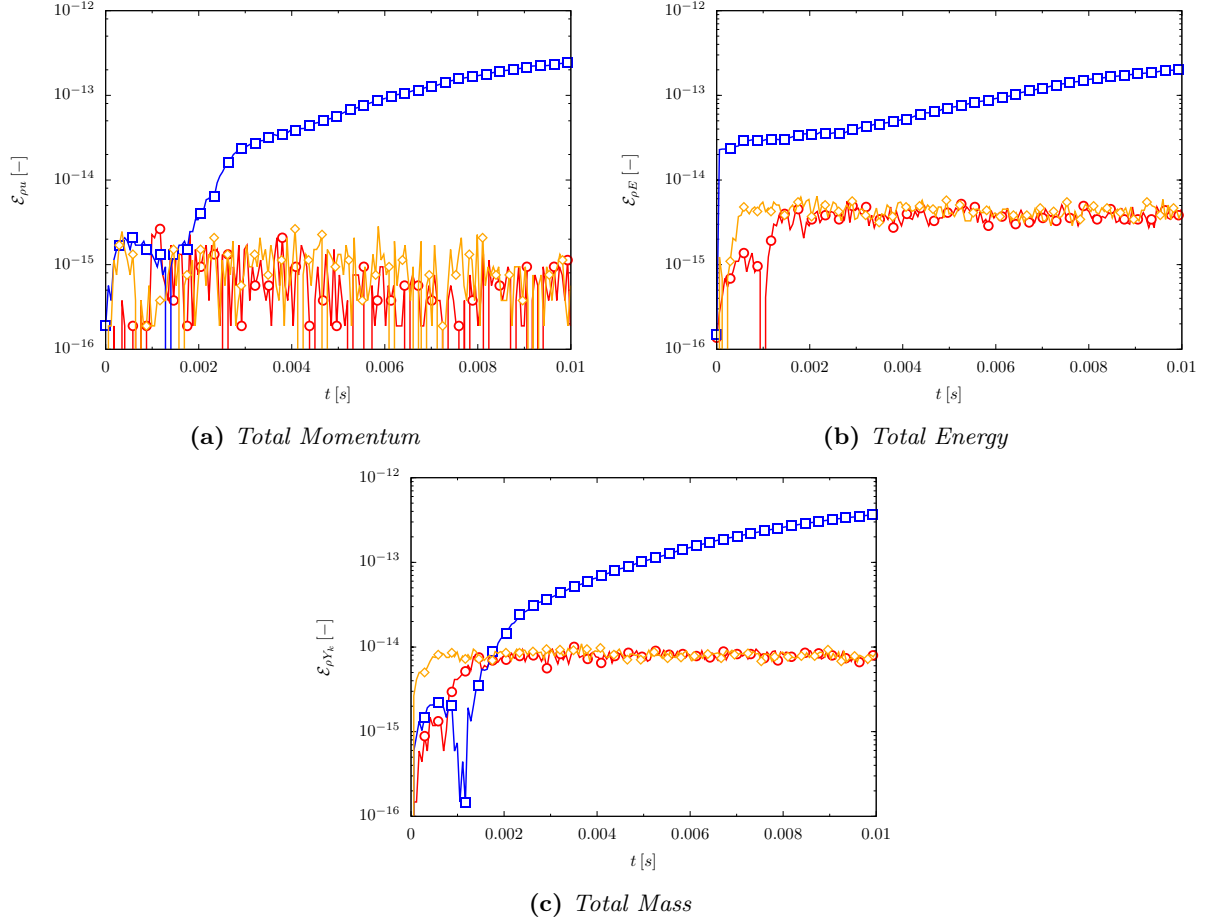 10⁻¹²
10⁻¹³
10⁻¹⁴
10⁻¹⁵
10⁻¹⁶
ℰ_ρu [−]
0 0.002 0.004 0.006 0.008 0.01
t [s]
(a) Total Momentum
10⁻¹²
10⁻¹³
10⁻¹⁴
10⁻¹⁵
10⁻¹⁶
ℰ_ρE [−]
0 0.002 0.004 0.006 0.008 0.01
t [s]
(b) Total Energy
10⁻¹²
10⁻¹³
10⁻¹⁴
10⁻¹⁵
10⁻¹⁶
ℰ_ρYₖ [−]
0 0.002 0.004 0.006 0.008 0.01
t [s]
(c) Total Mass